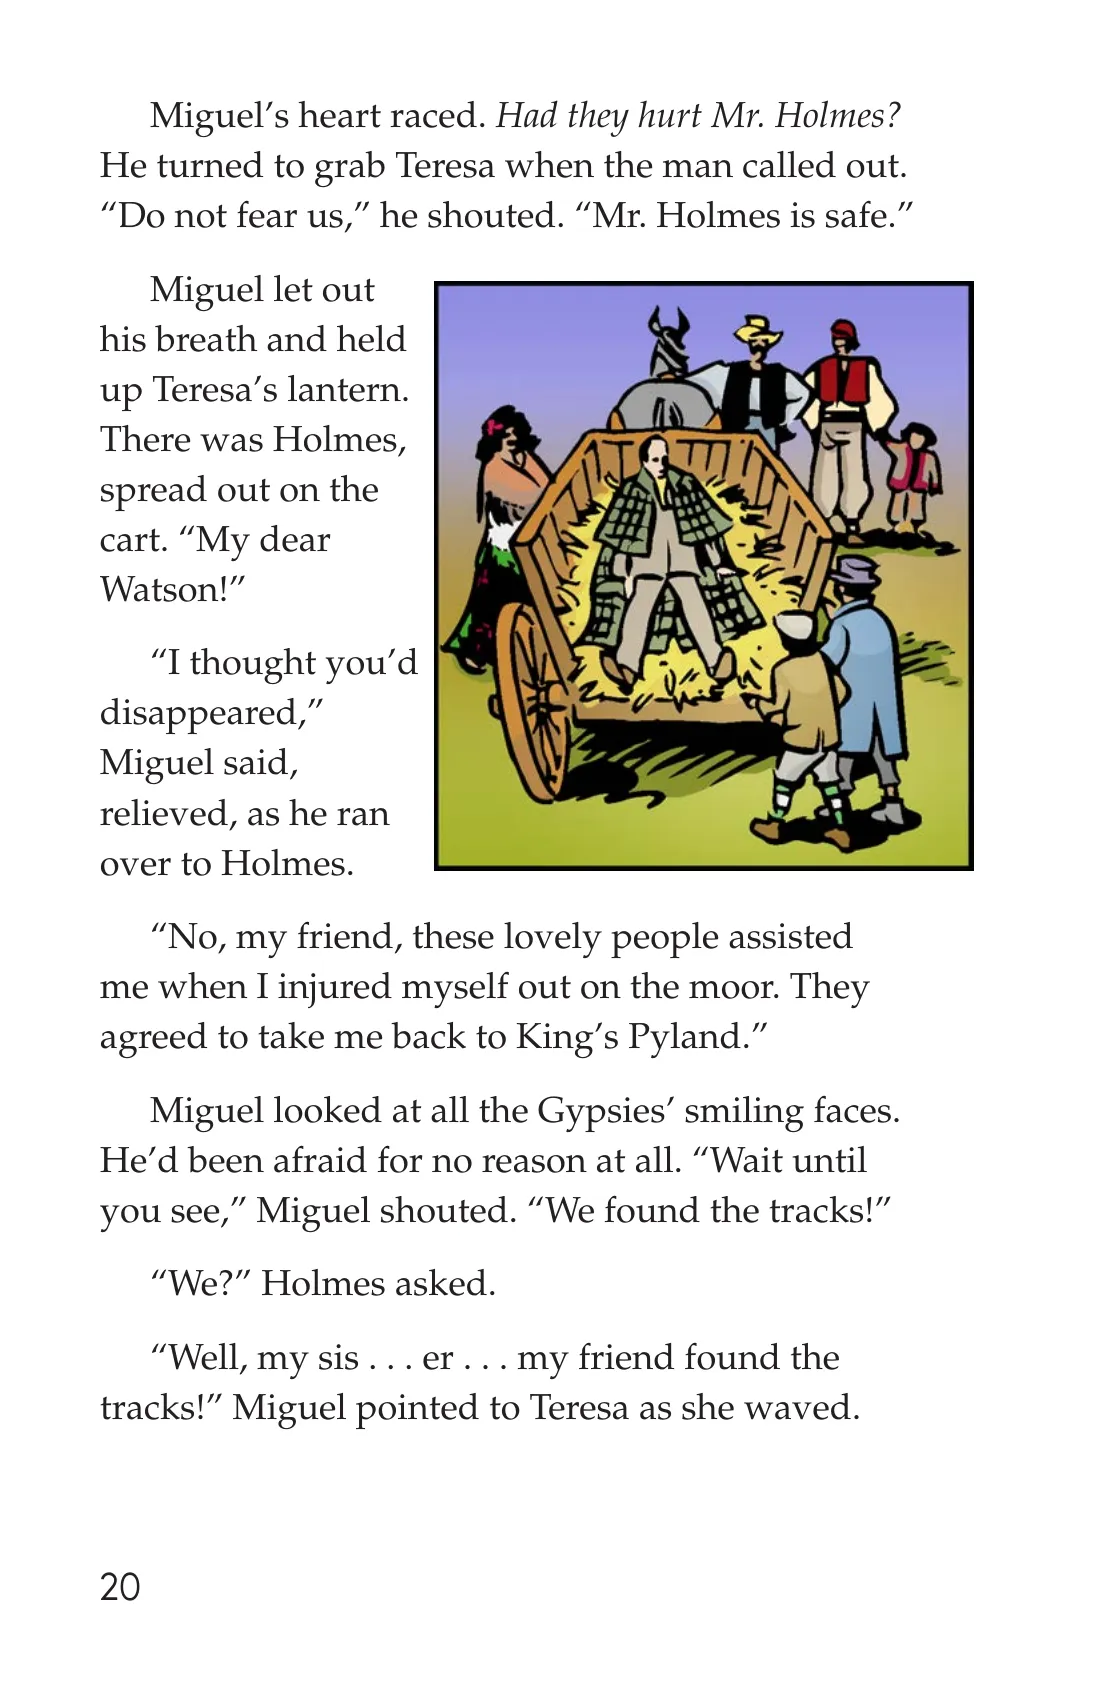 Miguel’s heart raced. Had they hurt Mr. Holmes?
He turned to grab Teresa when the man called out.
“Do not fear us,” he shouted. “Mr. Holmes is safe.”
Miguel let out
his breath and held
up Teresa’s lantern.
There was Holmes,
spread out on the
cart. “My dear
Watson!”
“I thought you’d
disappeared,”
Miguel said,
relieved, as he ran
over to Holmes.
“No, my friend, these lovely people assisted
me when I injured myself out on the moor. They
agreed to take me back to King’s Pyland.”
Miguel looked at all the Gypsies’ smiling faces.
He’d been afraid for no reason at all. “Wait until
you see,” Miguel shouted. “We found the tracks!”
“We?” Holmes asked.
“Well, my sis . . . er . . . my friend found the
tracks!” Miguel pointed to Teresa as she waved.
20